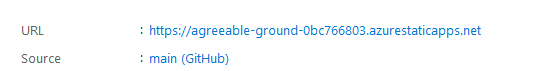 URL : https://agreeable-ground-0bc766803.azurestaticapps.net
Source : main (GitHub)